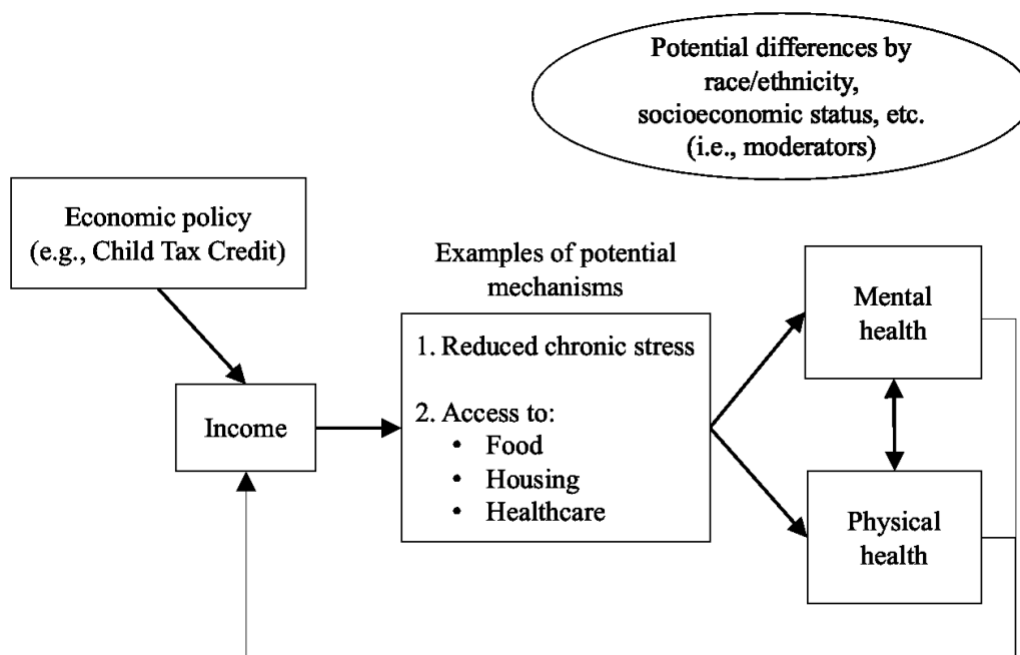 Potential differences by
race/ethnicity,
socioeconomic status, etc.
(i.e., moderators)
Economic policy
(e.g., Child Tax Credit)
Examples of potential
mechanisms
1. Reduced chronic stress
2. Access to:
• Food
• Housing
• Healthcare
Income
Mental
health
Physical
health